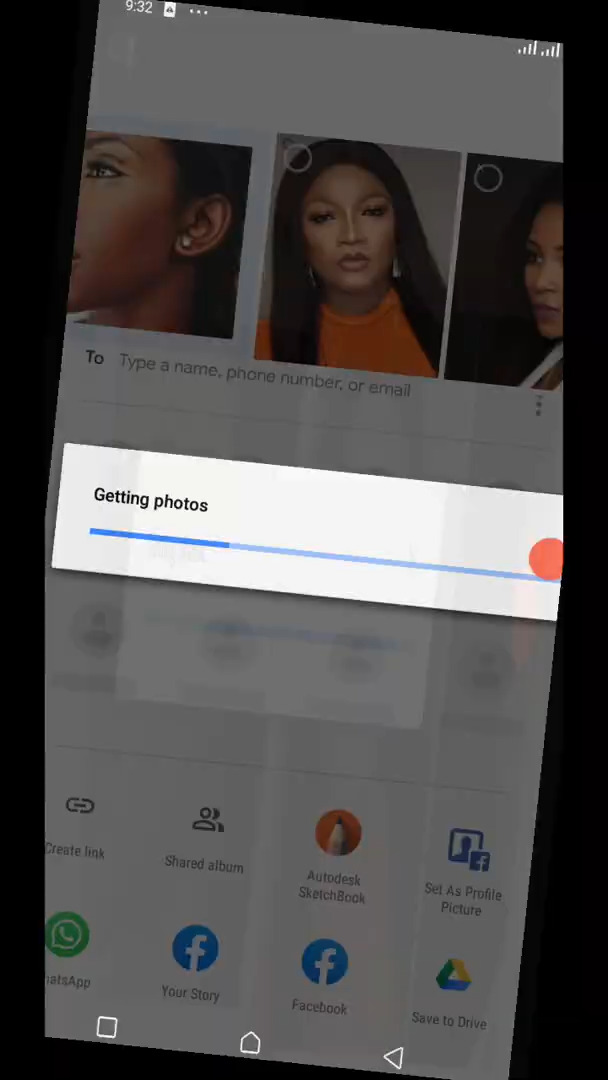 9:32
To Type a name, phone number, or email
Getting photos
Create link
Shared album
Autodesk
SketchBook
Set As Profile
Picture
hatsApp
Your Story
Facebook
Save to Drive